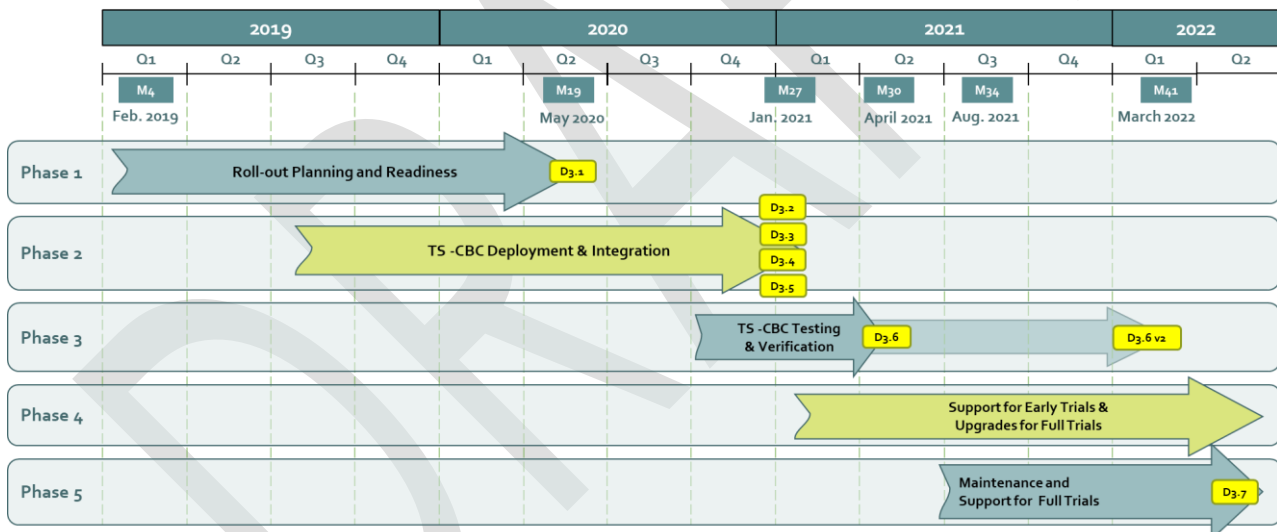 2019 2020 2021 2022
Q1 Q2 Q3 Q4 Q1 Q2 Q3 Q4 Q1 Q2 Q3 Q4 Q1 Q2
M4 M19 M27 M30 M34 M41
Feb. 2019 May 2020 Jan. 2021 April 2021 Aug. 2021 March 2022
Phase 1
Roll-out Planning and Readiness
D3.1
Phase 2
TS -CBC Deployment & Integration
D3.2
D3.3
D3.4
D3.5
Phase 3
TS -CBC Testing
& Verification
D3.6
D3.6 v2
Phase 4
Support for Early Trials &
Upgrades for Full Trials
Phase 5
Maintenance and
Support for Full Trials
D3.7
DRA